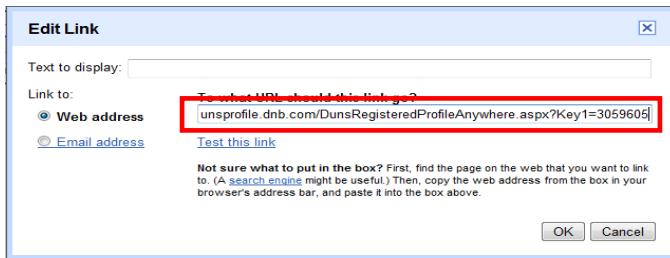 Edit Link
Text to display:
Link to:
To what URL should this link go?
Web address
unsprofile.dnb.com/DunsRegisteredProfileAnywhere.aspx?Key1=3059605
Email address
Test this link
Not sure what to put in the box? First, find the page on the web that you want to link
to. (A search engine might be useful.) Then, copy the web address from the box in your
browser's address bar, and paste it into the box above.
OK
Cancel